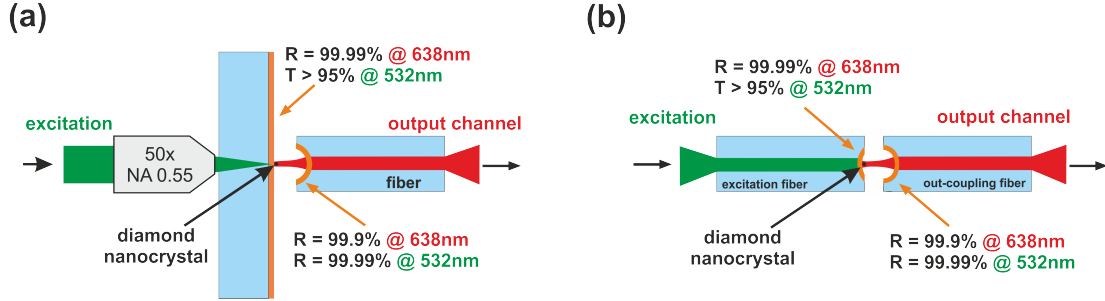 (a)
R = 99.99% @ 638nm
T > 95% @ 532nm
excitation
output channel
50x
NA 0.55
fiber
diamond
nanocrystal
R = 99.9% @ 638nm
R = 99.99% @ 532nm
(b)
R = 99.99% @ 638nm
T > 95% @ 532nm
excitation
output channel
excitation fiber
out-coupling fiber
diamond
nanocrystal
R = 99.9% @ 638nm
R = 99.99% @ 532nm